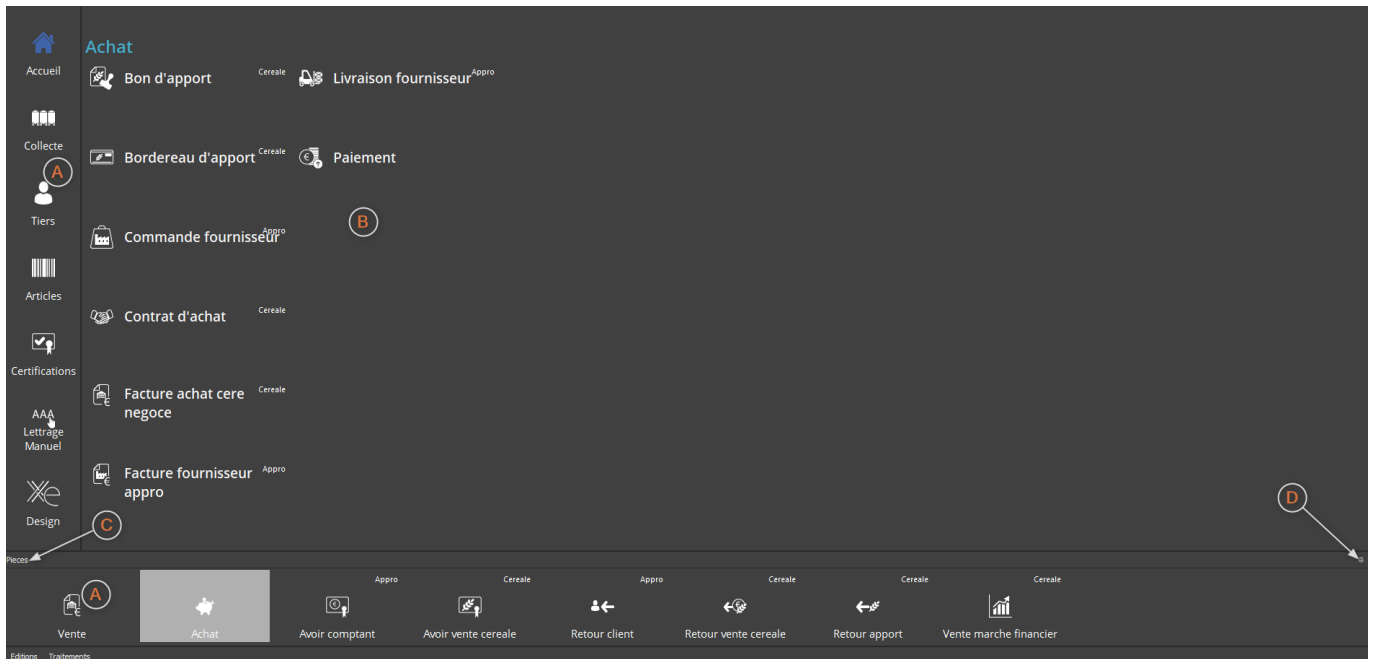 Accueil
Collecte
A
Tiers
Articles
Certifications
AAA
Lettrage
Manuel
Design
Achat
Bon d'apport Cereale
Livraison fournisseur Appro
Bordereau d'apport Cereale
Paiement
B
Commande fournisseur Appro
Contrat d'achat Cereale
Facture achat cere Cereale
negoce
Facture fournisseur Appro
appro
C
D
Pieces
A
Vente
Achat
Appro
Avoir comptant
Cereale
Avoir vente cereale
Appro
Retour client
Cereale
Retour vente cereale
Cereale
Retour apport
Cereale
Vente marche financier
Editions Traitements